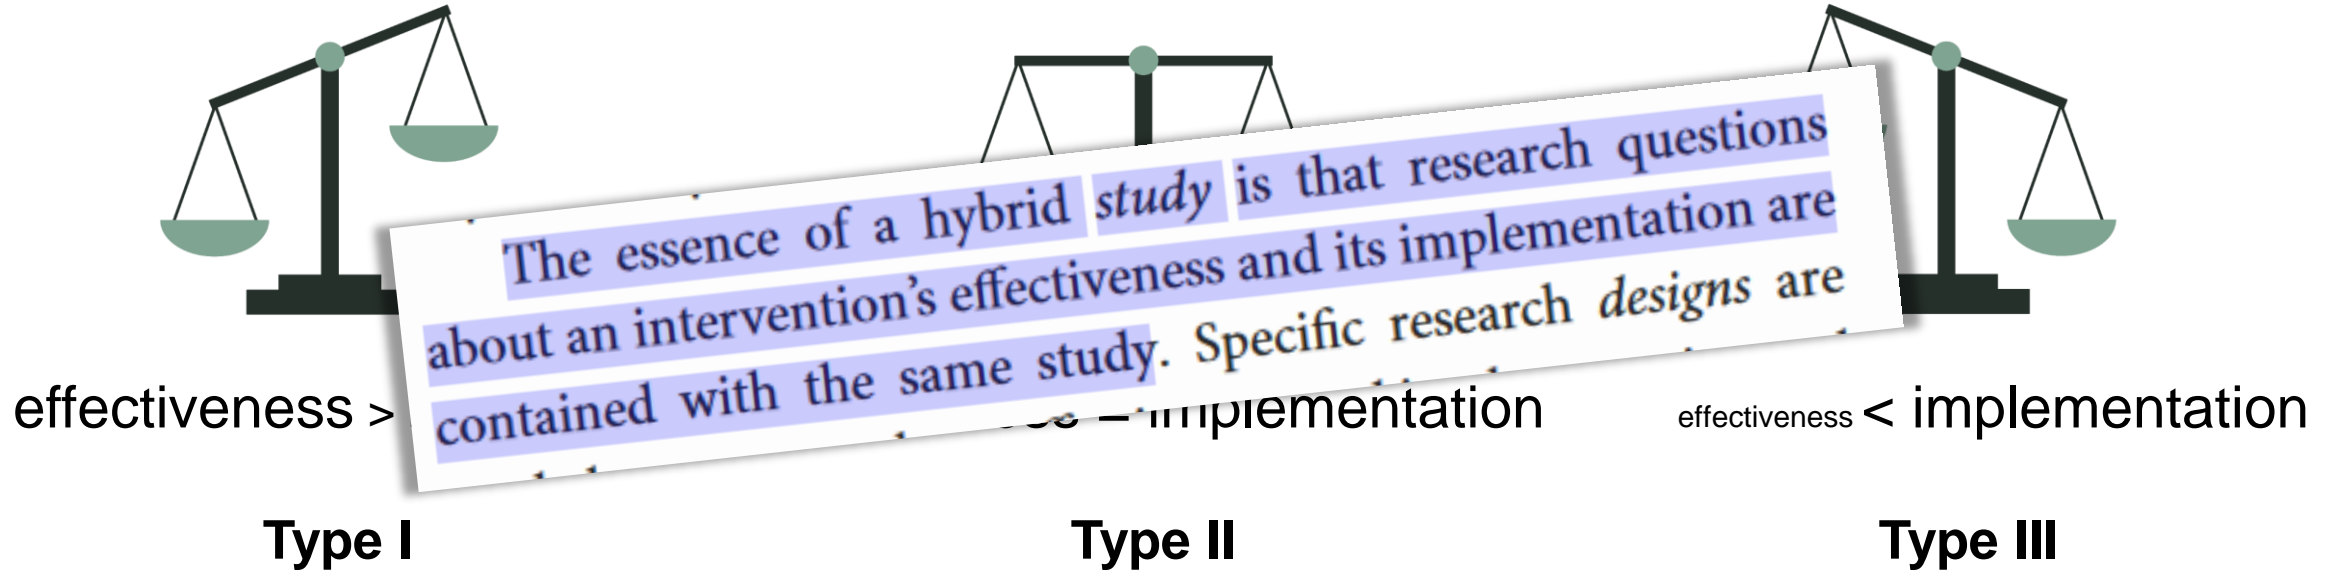 The essence of a hybrid study is that research questions
about an intervention’s effectiveness and its implementation are
contained with the same study. Specific research designs are
effectiveness >
= implementation
effectiveness < implementation
Type I
Type II
Type III